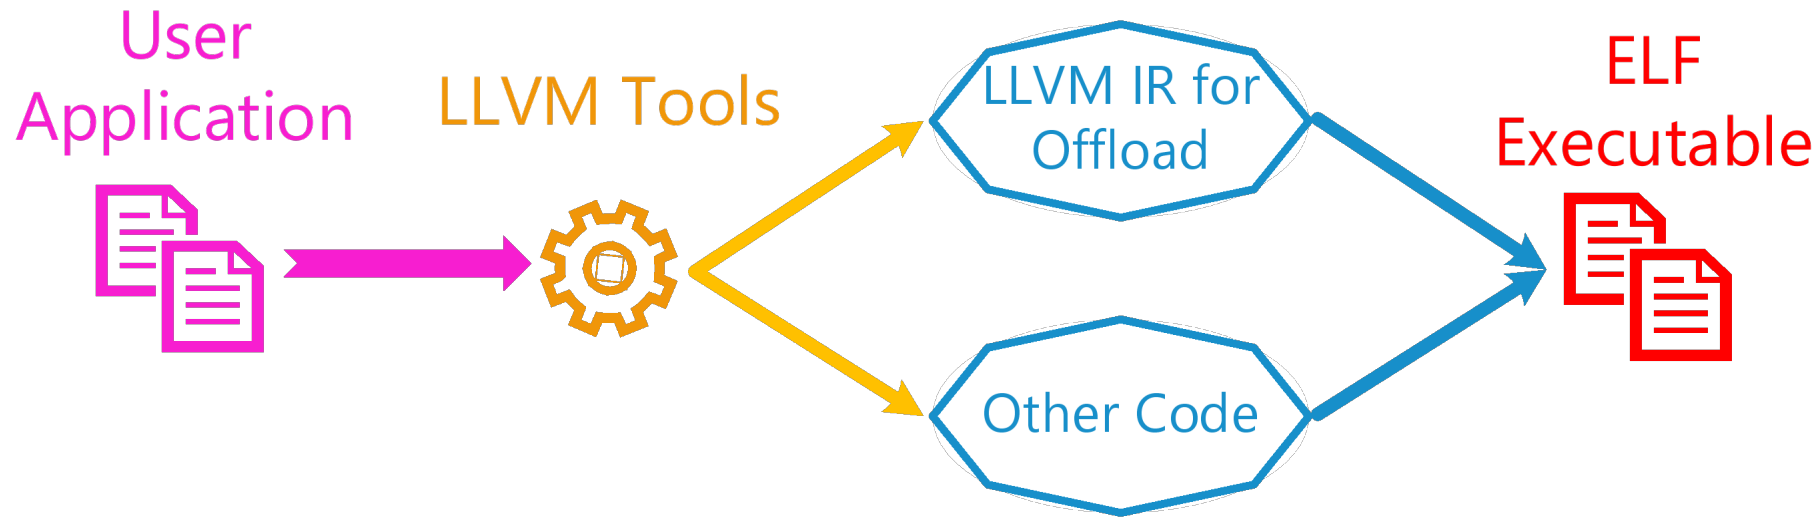 User
Application
LLVM Tools
LLVM IR for
Offload
Other Code
ELF
Executable